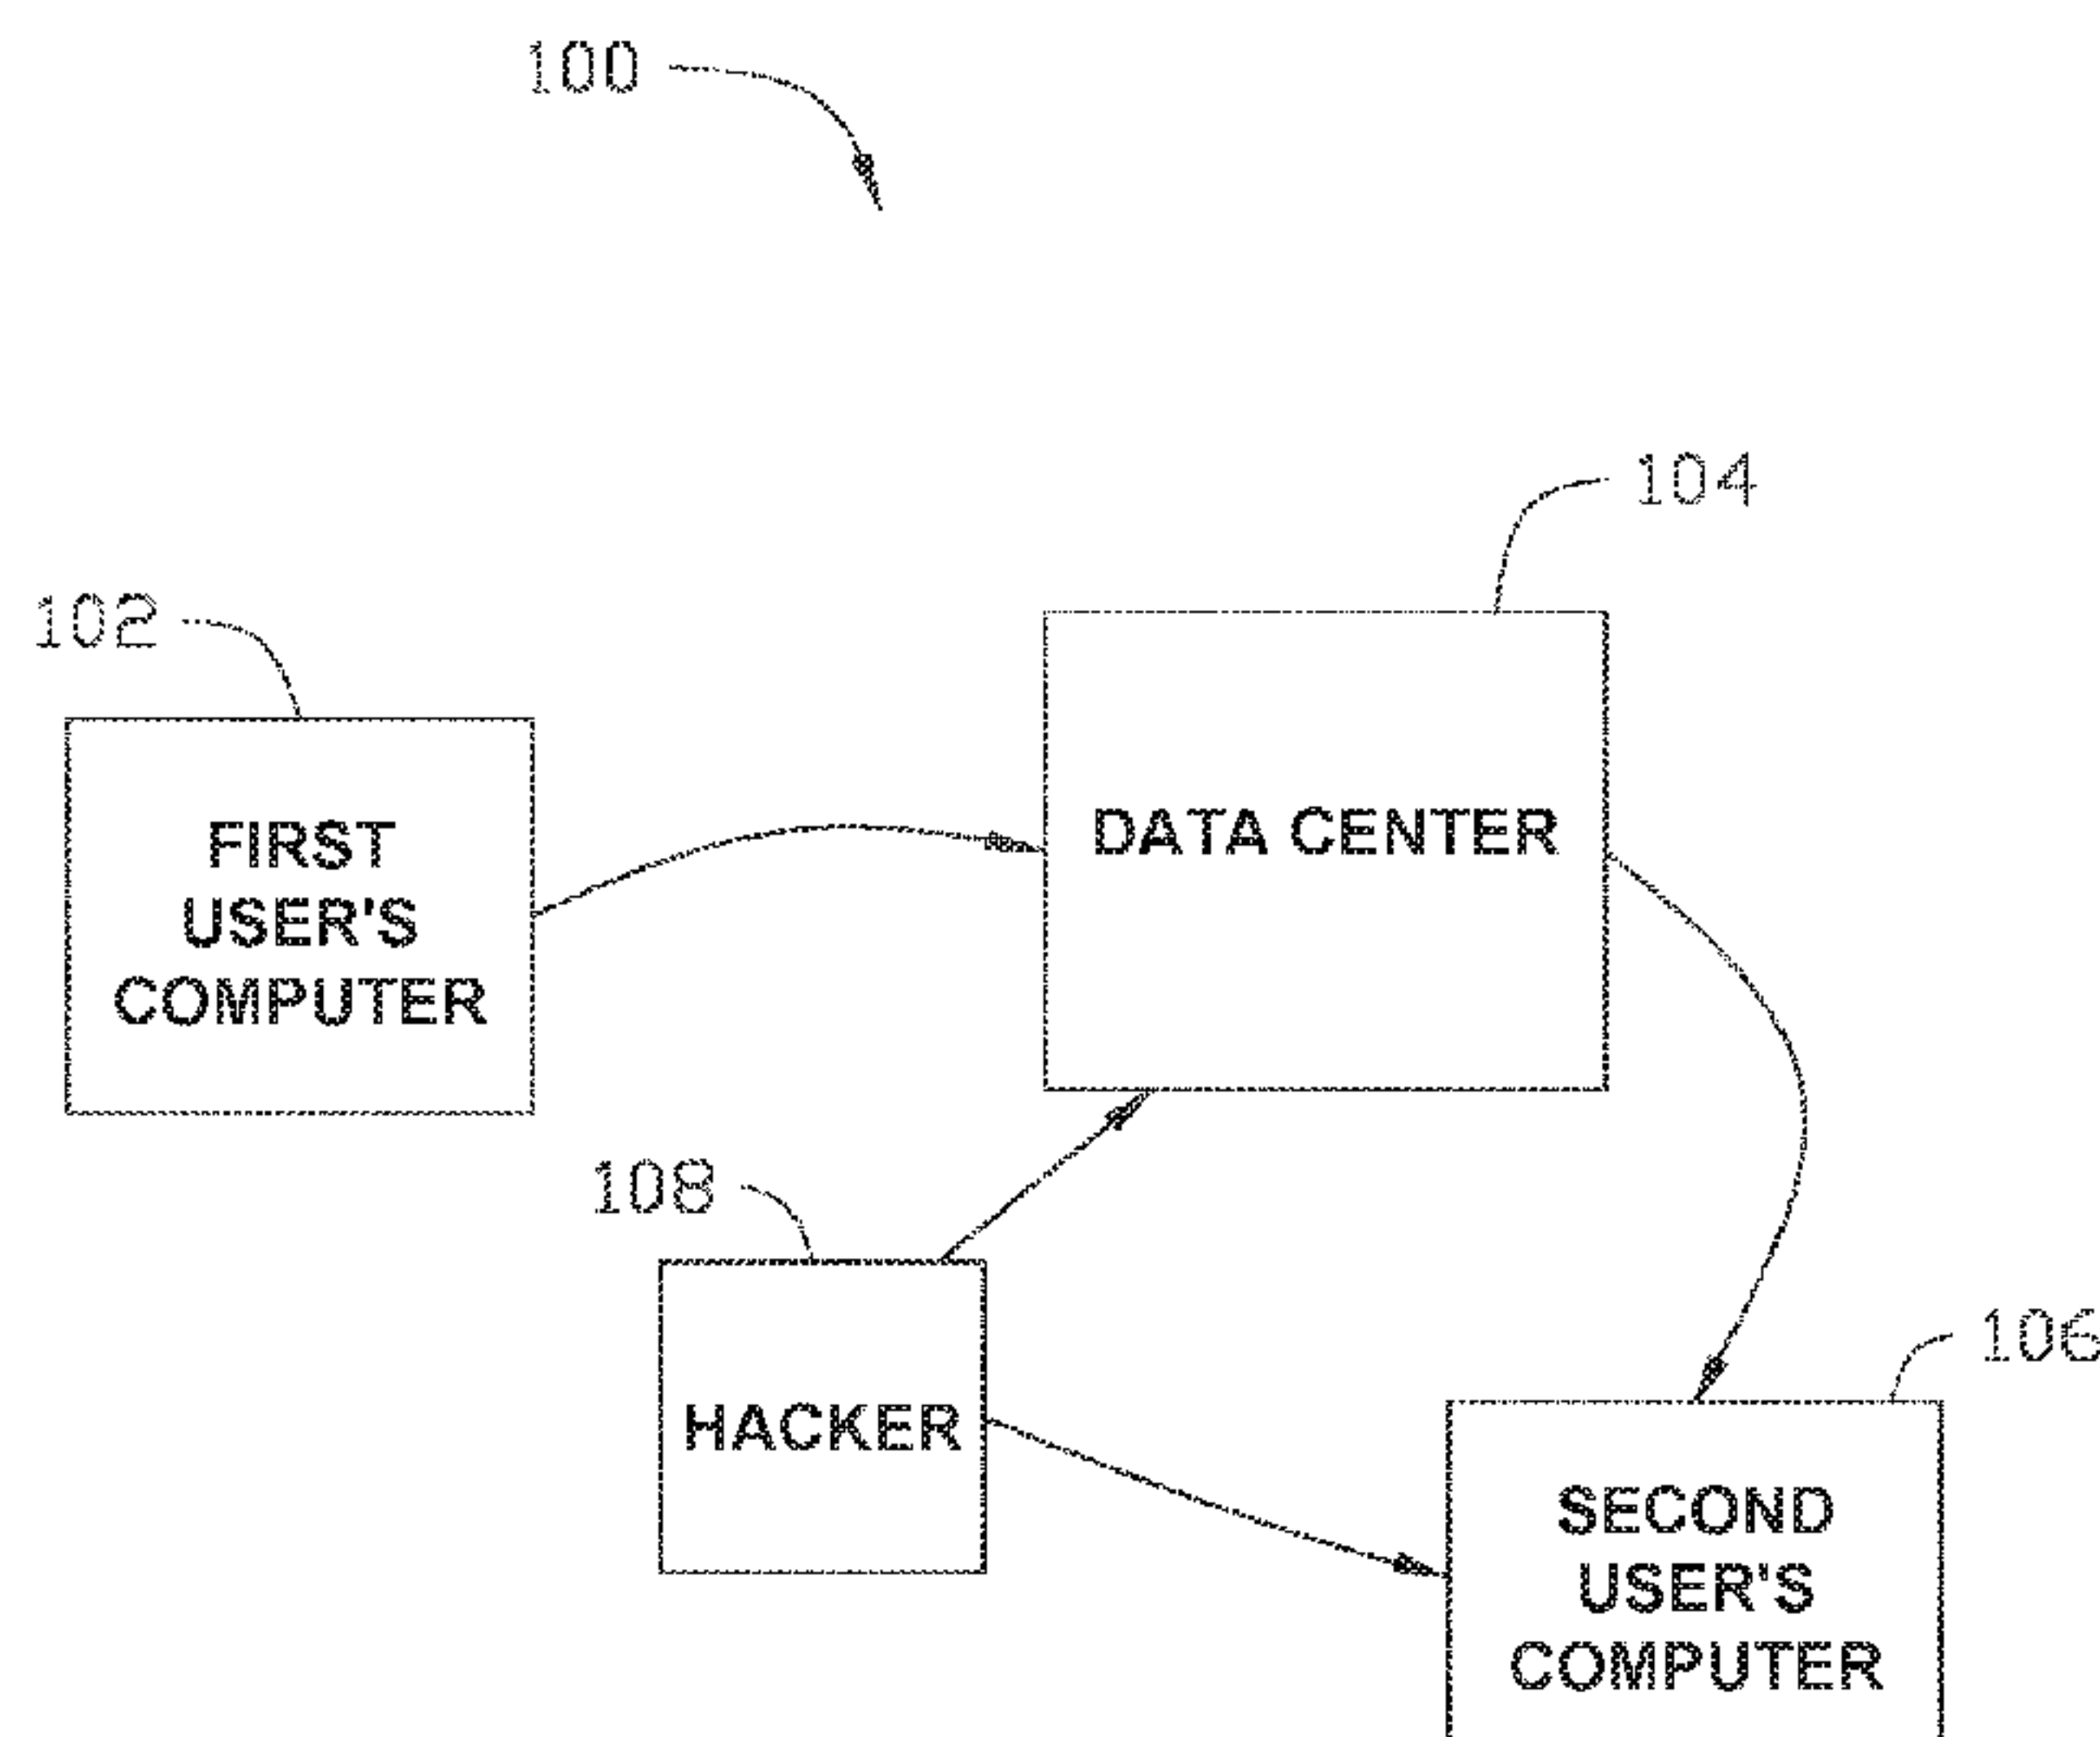 100
104
102
FIRST
USER'S
COMPUTER
DATA CENTER
108
HACKER
106
SECOND
USER'S
COMPUTER